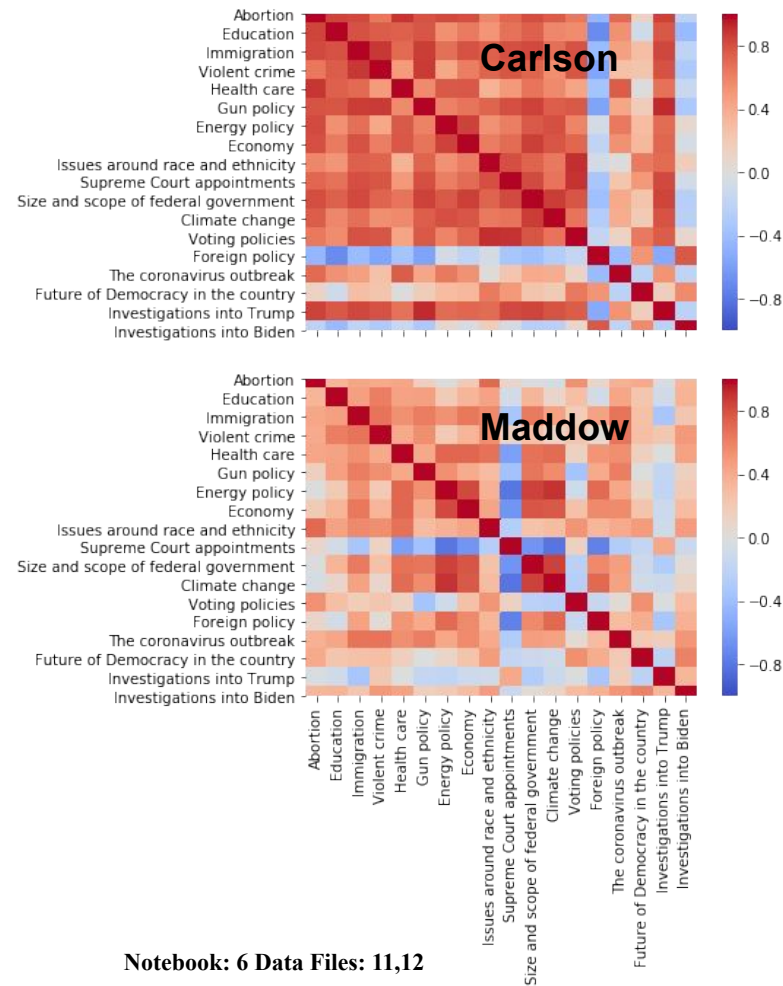 Abortion
Education
Immigration
Violent crime
Health care
Gun policy
Energy policy
Economy
Issues around race and ethnicity
Supreme Court appointments
Size and scope of federal government
Climate change
Voting policies
Foreign policy
The coronavirus outbreak
Future of Democracy in the country
Investigations into Trump
Investigations into Biden
Carlson
0.8
0.4
0.0
−0.4
−0.8
Abortion
Education
Immigration
Violent crime
Health care
Gun policy
Energy policy
Economy
Issues around race and ethnicity
Supreme Court appointments
Size and scope of federal government
Climate change
Voting policies
Foreign policy
The coronavirus outbreak
Future of Democracy in the country
Investigations into Trump
Investigations into Biden
Maddow
0.8
0.4
0.0
−0.4
−0.8
Abortion
Education
Immigration
Violent crime
Health care
Gun policy
Energy policy
Economy
Issues around race and ethnicity
Supreme Court appointments
Size and scope of federal government
Climate change
Voting policies
Foreign policy
The coronavirus outbreak
Future of Democracy in the country
Investigations into Trump
Investigations into Biden
Notebook: 6 Data Files: 11,12